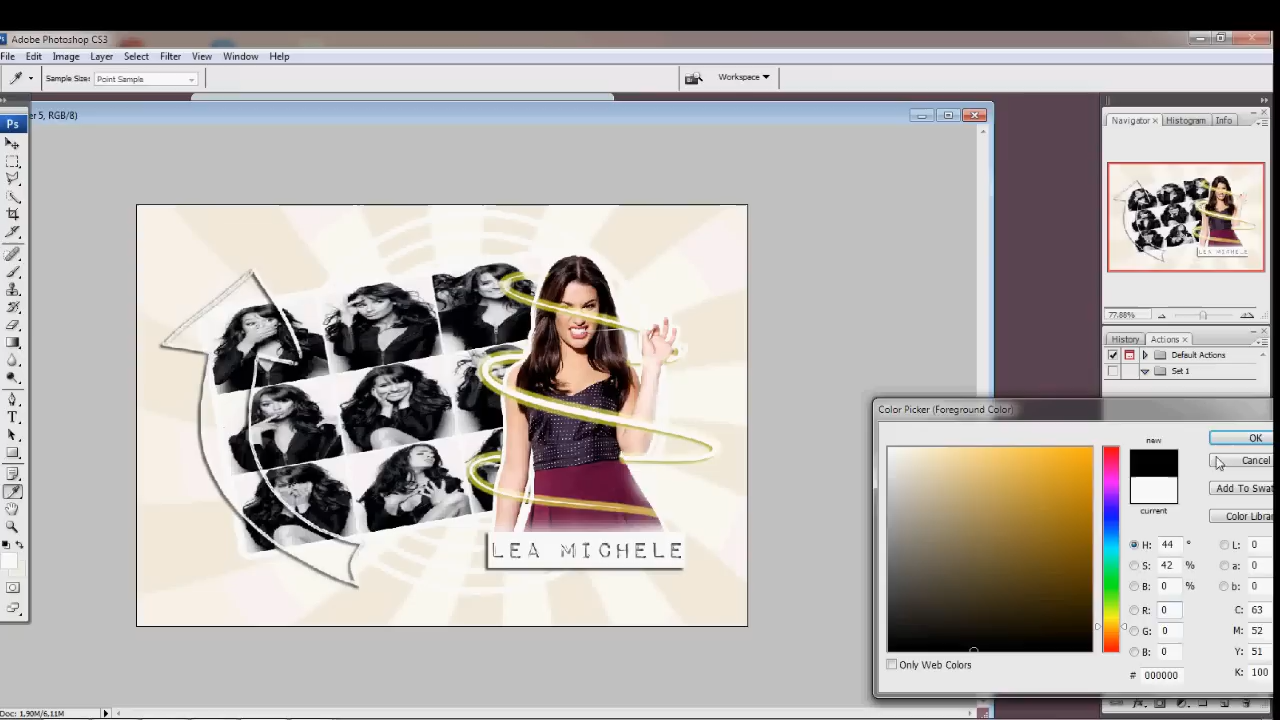 Adobe Photoshop CS3
File Edit Image Layer Select Filter View Window Help
Sample Size: Point Sample
Workspace
er 5, RGB/8)
Ps
Navigator Histogram Info
77.88%
History Actions
Default Actions
Set 1
Color Picker (Foreground Color)
new
current
OK
Cancel
Add To Swat
Color Librar
H: 44 °
S: 42 %
B: 0 %
R: 0
G: 0
B: 0
# 000000
L: 0
a: 0
b: 0
C: 63
M: 52
Y: 51
K: 100
Only Web Colors
LEA MICHELE
LEA MICHELE
Doc: 1,90M/6,11M